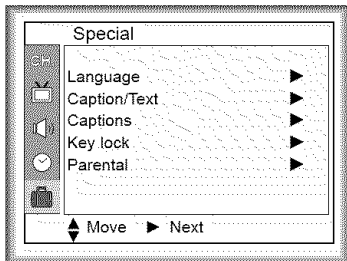 Special
CH
Language ▶
Caption/Text ▶
Captions ▶
Key lock ▶
Parental ▶
▲▼ Move ▶ Next